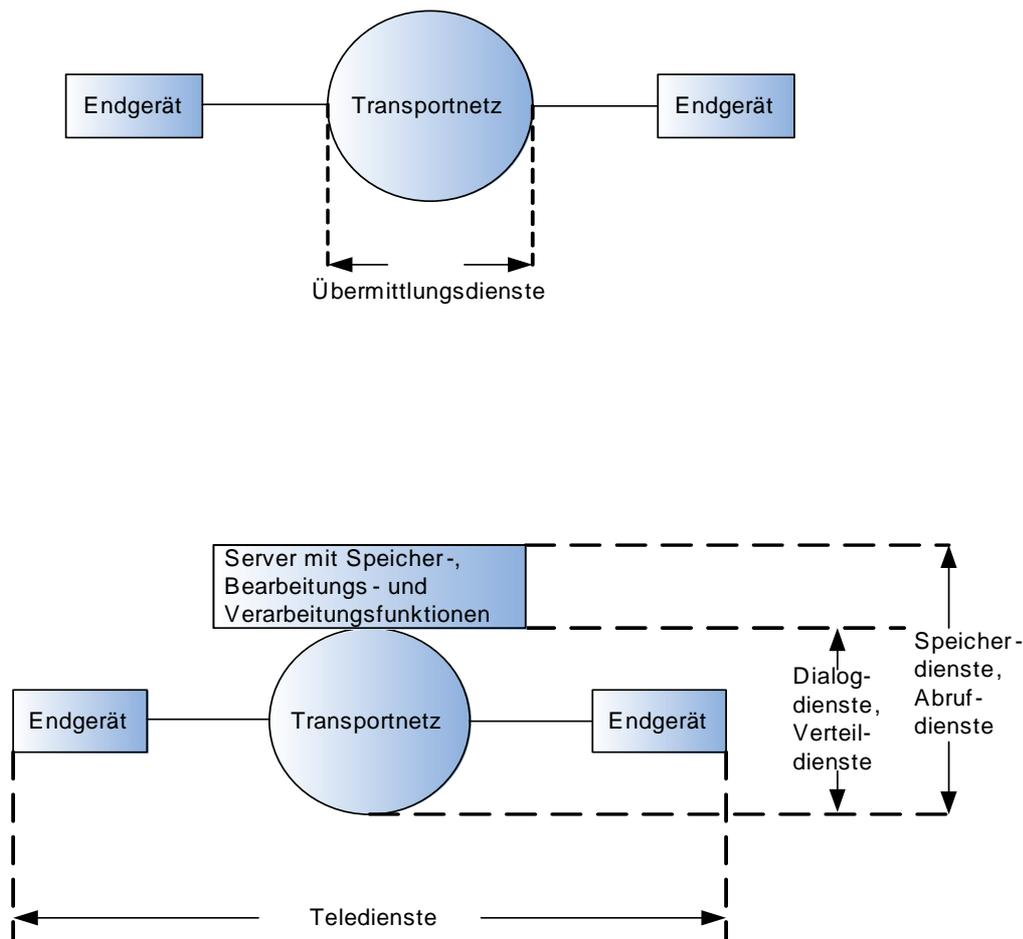 Endgerät
Transportnetz
Endgerät
Übermittlungsdienste
Server mit Speicher-,
Bearbeitungs- und
Verarbeitungsfunktionen
Endgerät
Transportnetz
Endgerät
Dialog-
dienste,
Verteil-
dienste
Speicher-
dienste,
Abruf-
dienste
Teledienste